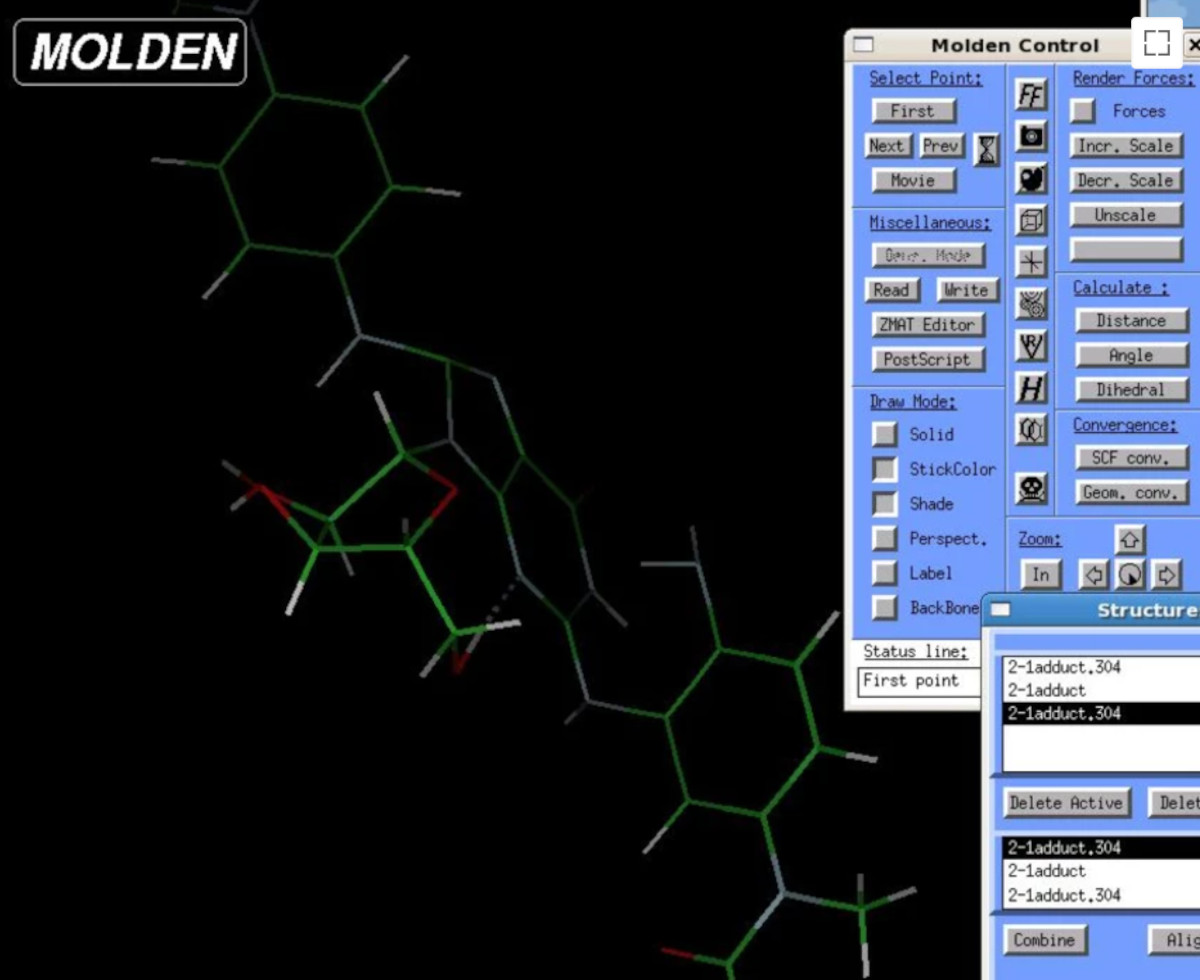 MOLDEN
Molden Control
Select Point:
First
Next Prev
Movie
Miscellaneous:
Read Write
ZMAT Editor
PostScript
Draw Mode:
Solid
StickColor
Shade
Perspect.
Label
BackBone
Status line:
First point
FF
H
Render Forces:
Forces
Incr. Scale
Decr. Scale
Unscale
Calculate :
Distance
Angle
Dihedral
Convergence:
SCF conv.
Geom. conv.
Zoom:
In
Structure
2-1adduct.304
2-1adduct
2-1adduct.304
Delete Active Delet
2-1adduct.304
2-1adduct
2-1adduct.304
Combine Alig